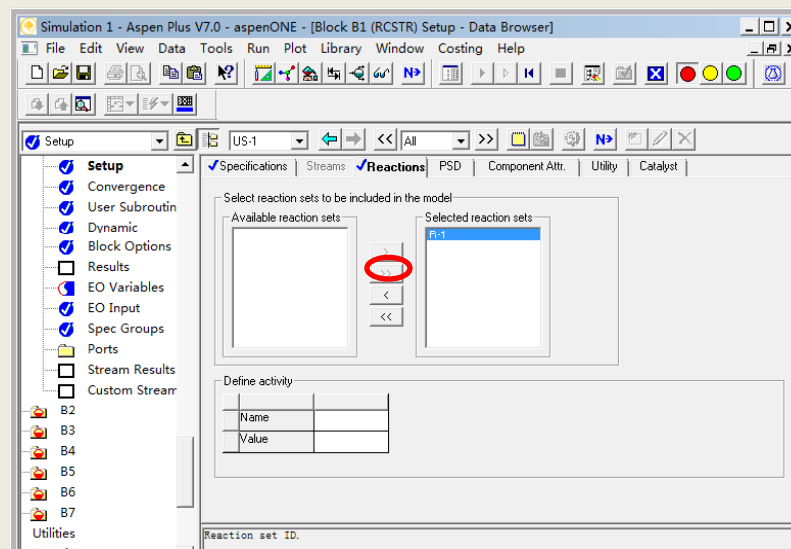 Simulation 1 - Aspen Plus V7.0 - aspenONE - [Block B1 (RCSTR) Setup - Data Browser]
File Edit View Data Tools Run Plot Library Window Costing Help
N>
Setup US-1 << All >> N>
Setup
Convergence
User Subroutin
Dynamic
Block Options
Results
EO Variables
EO Input
Spec Groups
Ports
Stream Results
Custom Stream
B2
B3
B4
B5
B6
B7
Utilities
Specifications Streams Reactions PSD Component Attr. Utility Catalyst
Select reaction sets to be included in the model
Available reaction sets
Selected reaction sets
R-1
>
>>
<
<<
Define activity
Name
Value
Reaction set ID.